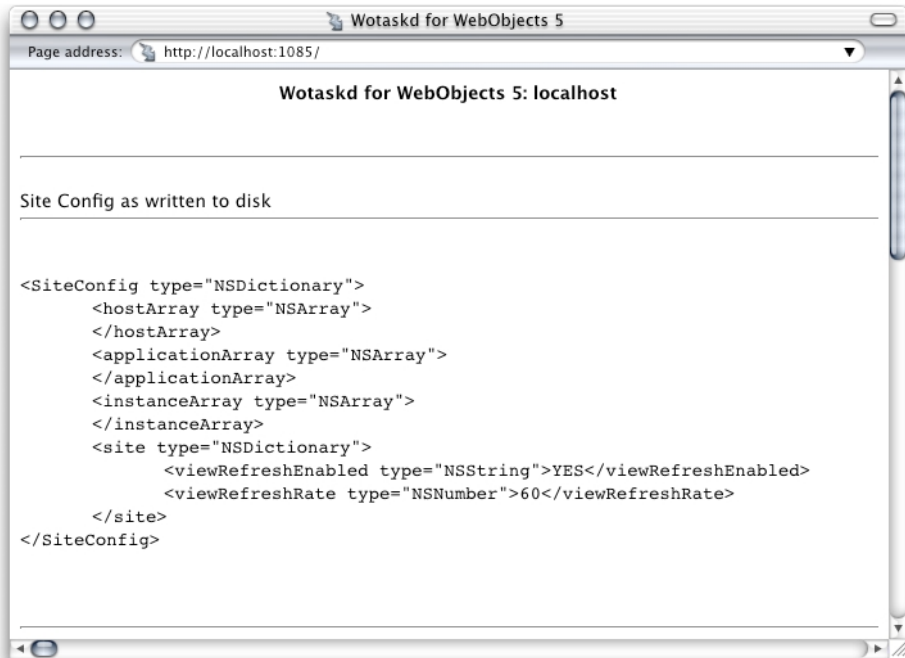 Wotaskd for WebObjects 5
Page address: http://localhost:1085/
Wotaskd for WebObjects 5: localhost
Site Config as written to disk
<SiteConfig type="NSDictionary">
<hostArray type="NSArray">
</hostArray>
<applicationArray type="NSArray">
</applicationArray>
<instanceArray type="NSArray">
</instanceArray>
<site type="NSDictionary">
<viewRefreshEnabled type="NSString">YES</viewRefreshEnabled>
<viewRefreshRate type="NSNumber">60</viewRefreshRate>
</site>
</SiteConfig>